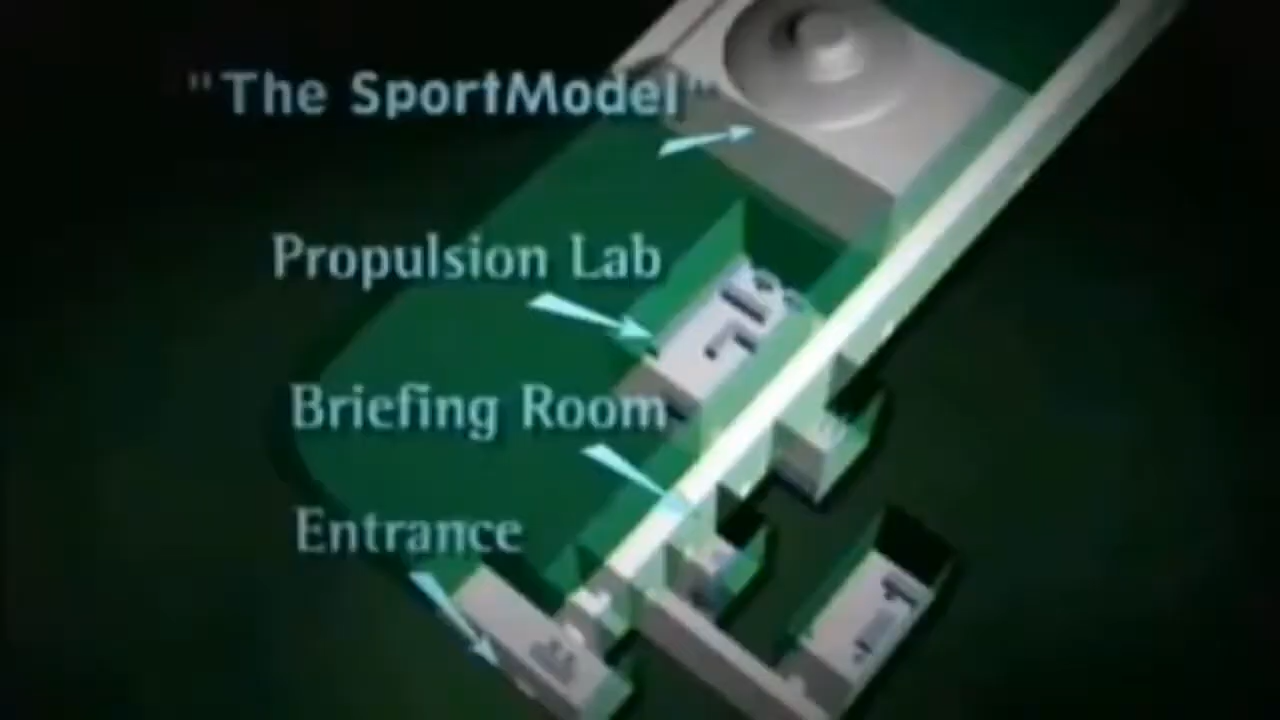 "The SportModel"
Propulsion Lab
Briefing Room
Entrance